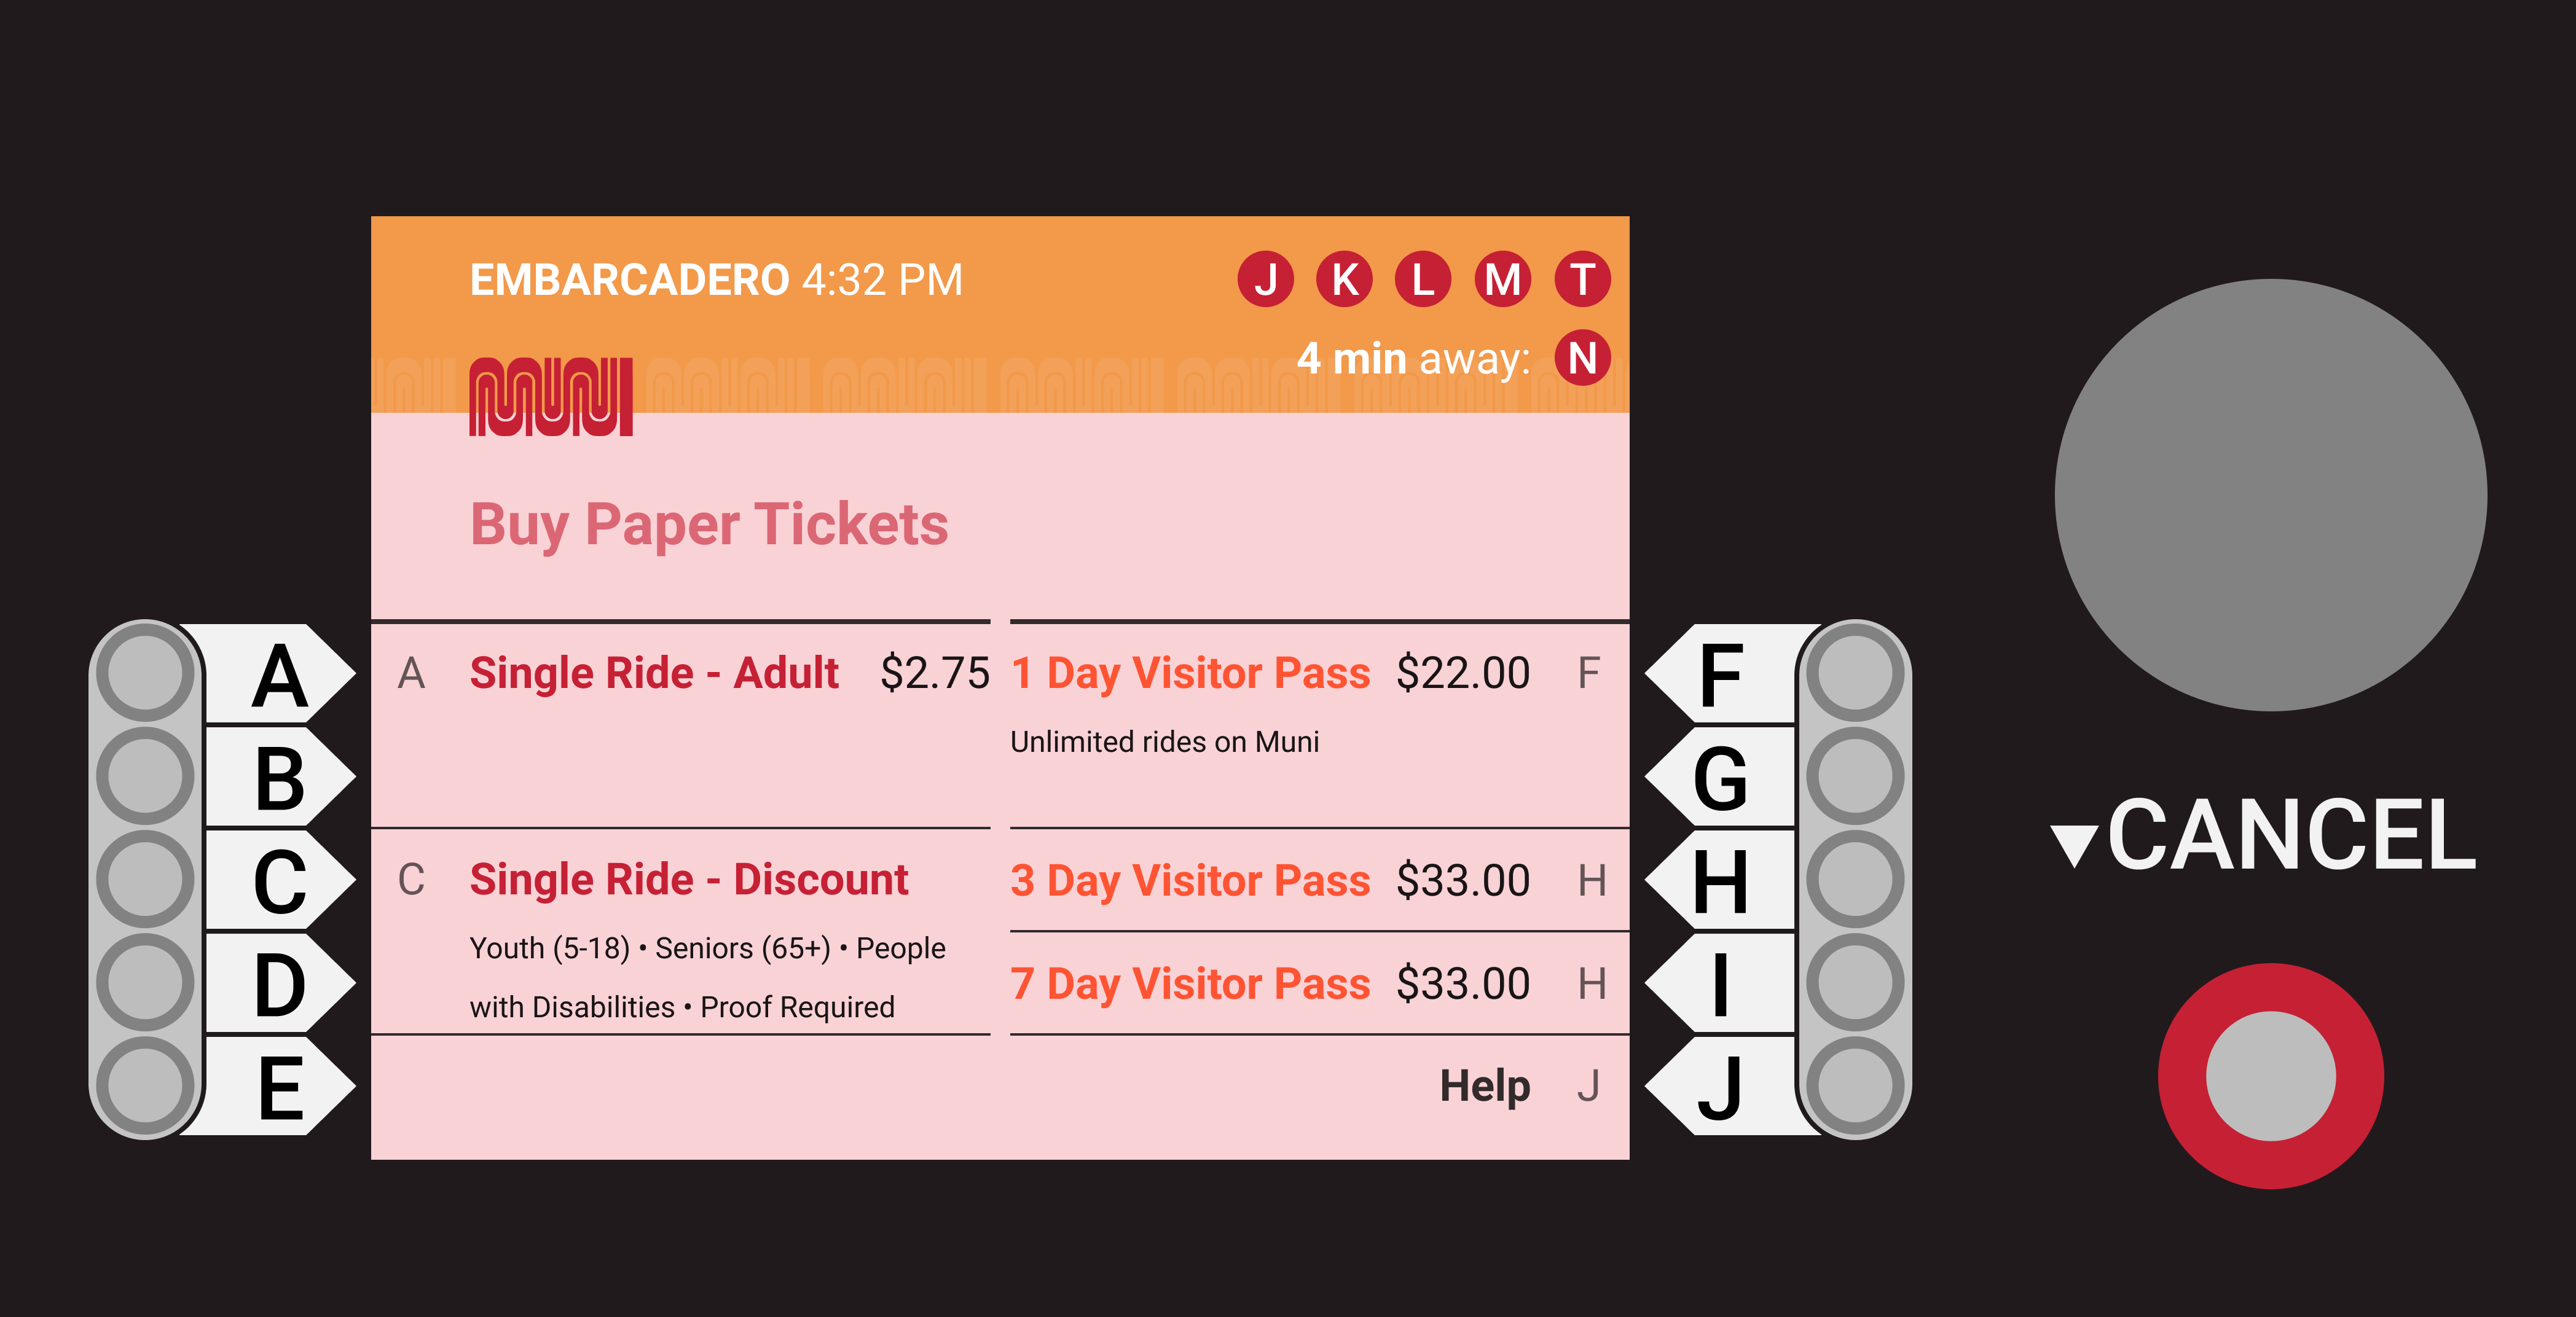 EMBARCADERO 4:32 PM
J K L M T
4 min away: N
MUNI
Buy Paper Tickets
A Single Ride - Adult $2.75
1 Day Visitor Pass $22.00 F
Unlimited rides on Muni
C Single Ride - Discount
Youth (5-18) • Seniors (65+) • People
with Disabilities • Proof Required
3 Day Visitor Pass $33.00 H
7 Day Visitor Pass $33.00 H
Help J
A
B
C
D
E
F
G
H
I
J
▼CANCEL